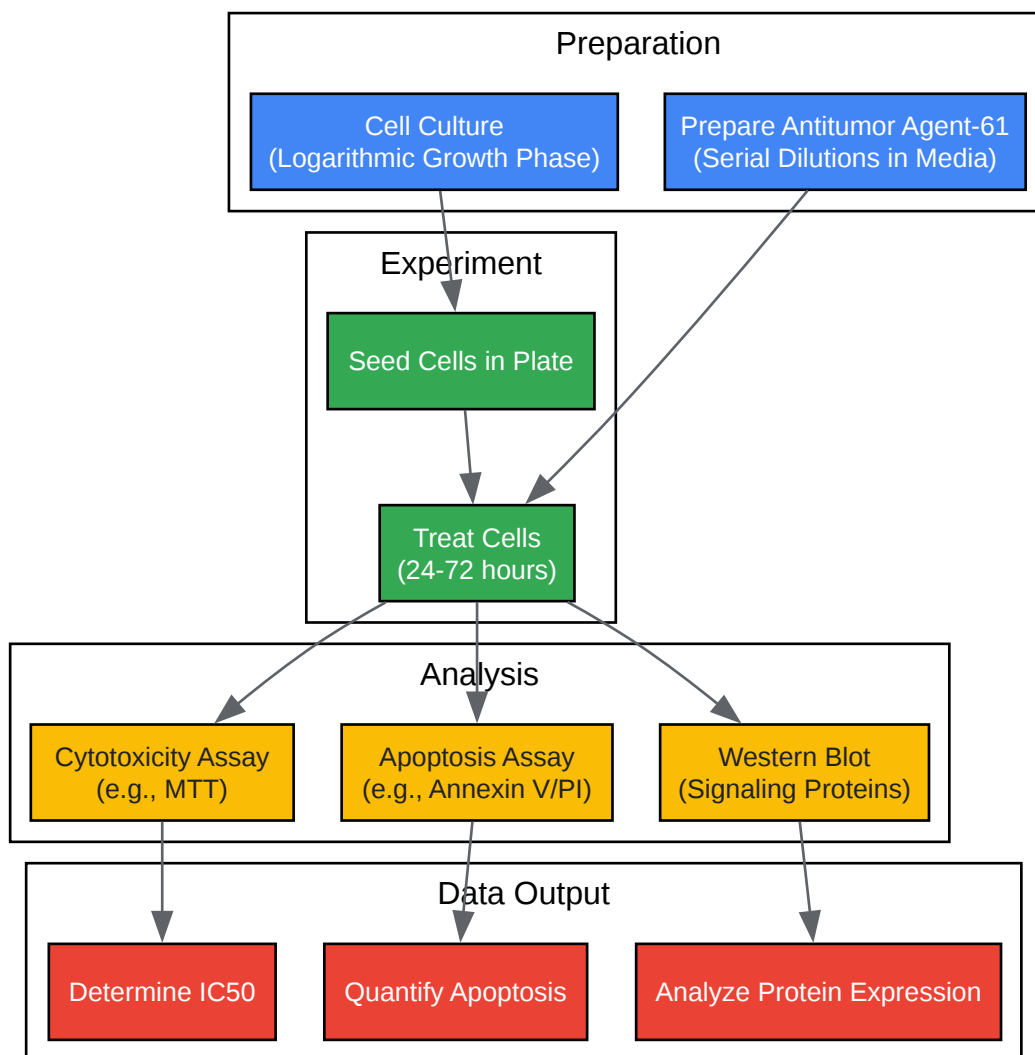 Preparation
Cell Culture
(Logarithmic Growth Phase)
Prepare Antitumor Agent-61
(Serial Dilutions in Media)
Experiment
Seed Cells in Plate
Treat Cells
(24-72 hours)
Analysis
Cytotoxicity Assay
(e.g., MTT)
Apoptosis Assay
(e.g., Annexin V/PI)
Western Blot
(Signaling Proteins)
Data Output
Determine IC50
Quantify Apoptosis
Analyze Protein Expression